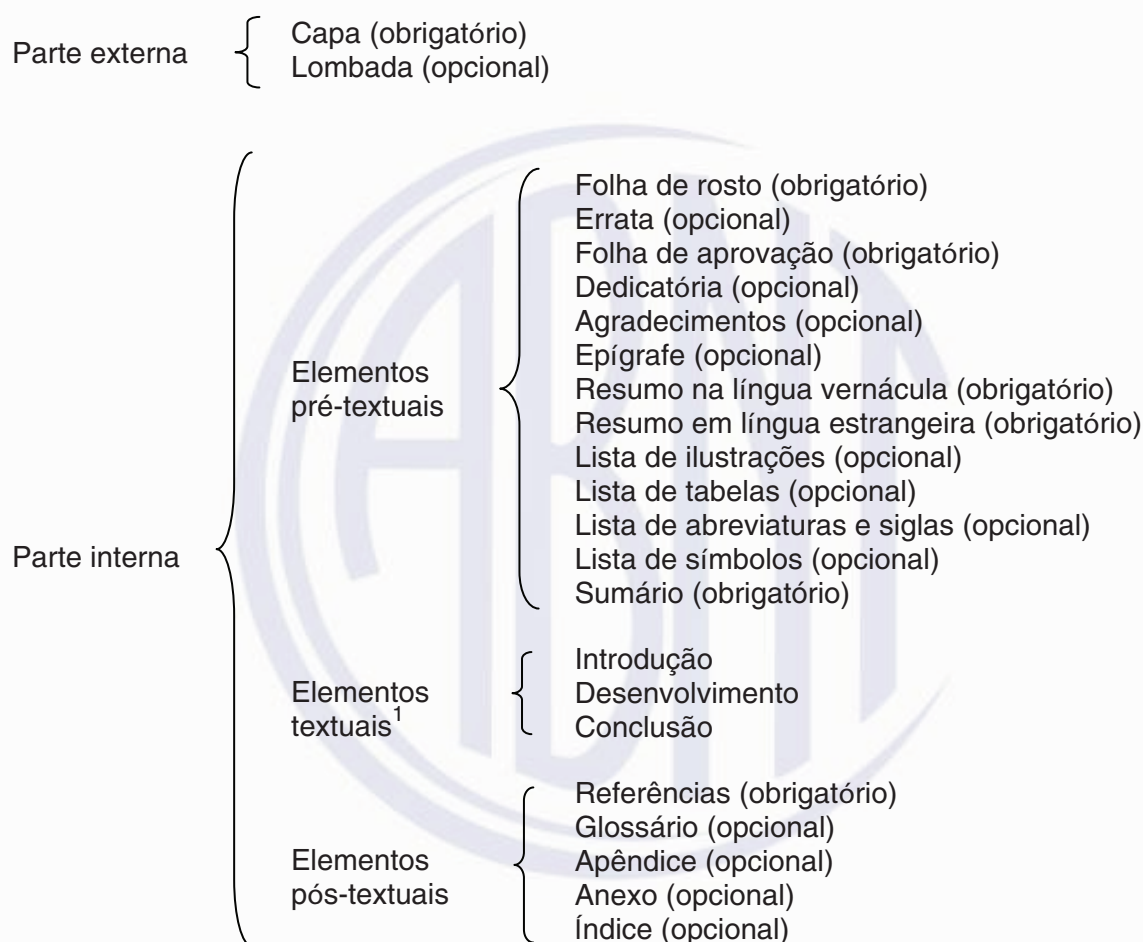 Parte externa
Capa (obrigatório)
Lombada (opcional)
Parte interna
Elementos
pré-textuais
Folha de rosto (obrigatório)
Errata (opcional)
Folha de aprovação (obrigatório)
Dedicatória (opcional)
Agradecimentos (opcional)
Epígrafe (opcional)
Resumo na língua vernácula (obrigatório)
Resumo em língua estrangeira (obrigatório)
Lista de ilustrações (opcional)
Lista de tabelas (opcional)
Lista de abreviaturas e siglas (opcional)
Lista de símbolos (opcional)
Sumário (obrigatório)
Elementos
textuais¹
Introdução
Desenvolvimento
Conclusão
Elementos
pós-textuais
Referências (obrigatório)
Glossário (opcional)
Apêndice (opcional)
Anexo (opcional)
Índice (opcional)
ABNT